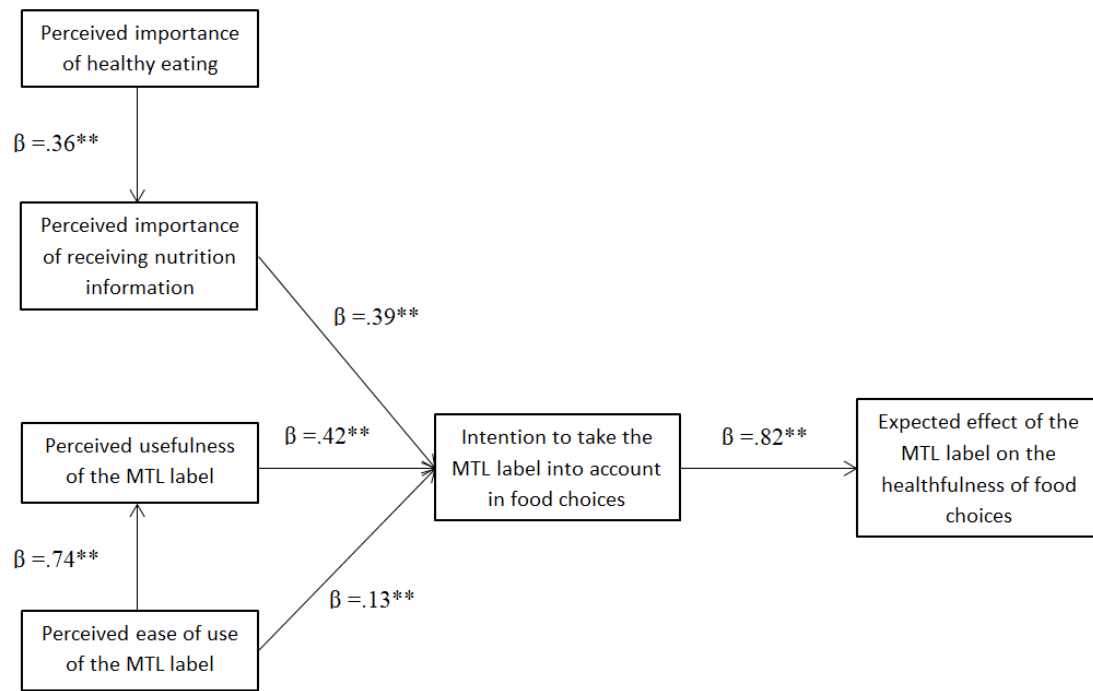 Perceived importance
of healthy eating
β =.36**
Perceived importance
of receiving nutrition
information
β =.39**
Perceived usefulness
of the MTL label
β =.42**
Intention to take the
MTL label into account
in food choices
β =.82**
Expected effect of the
MTL label on the
healthfulness of food
choices
β =.74**
β =.13**
Perceived ease of use
of the MTL label